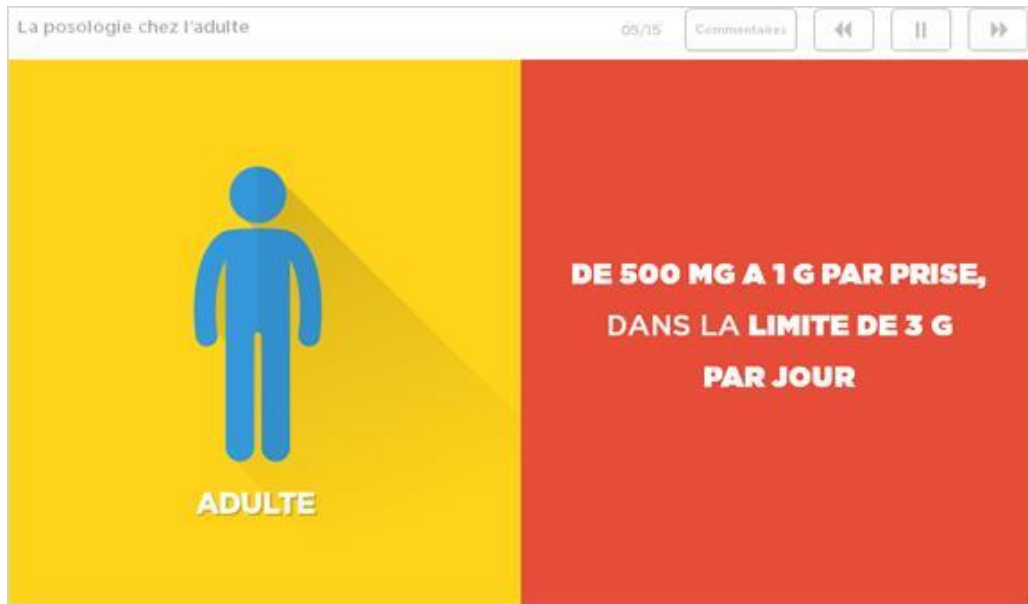 La posologie chez l'adulte
05/15
Commentaires
ADULTE
DE 500 MG A 1 G PAR PRISE,
DANS LA LIMITE DE 3 G
PAR JOUR